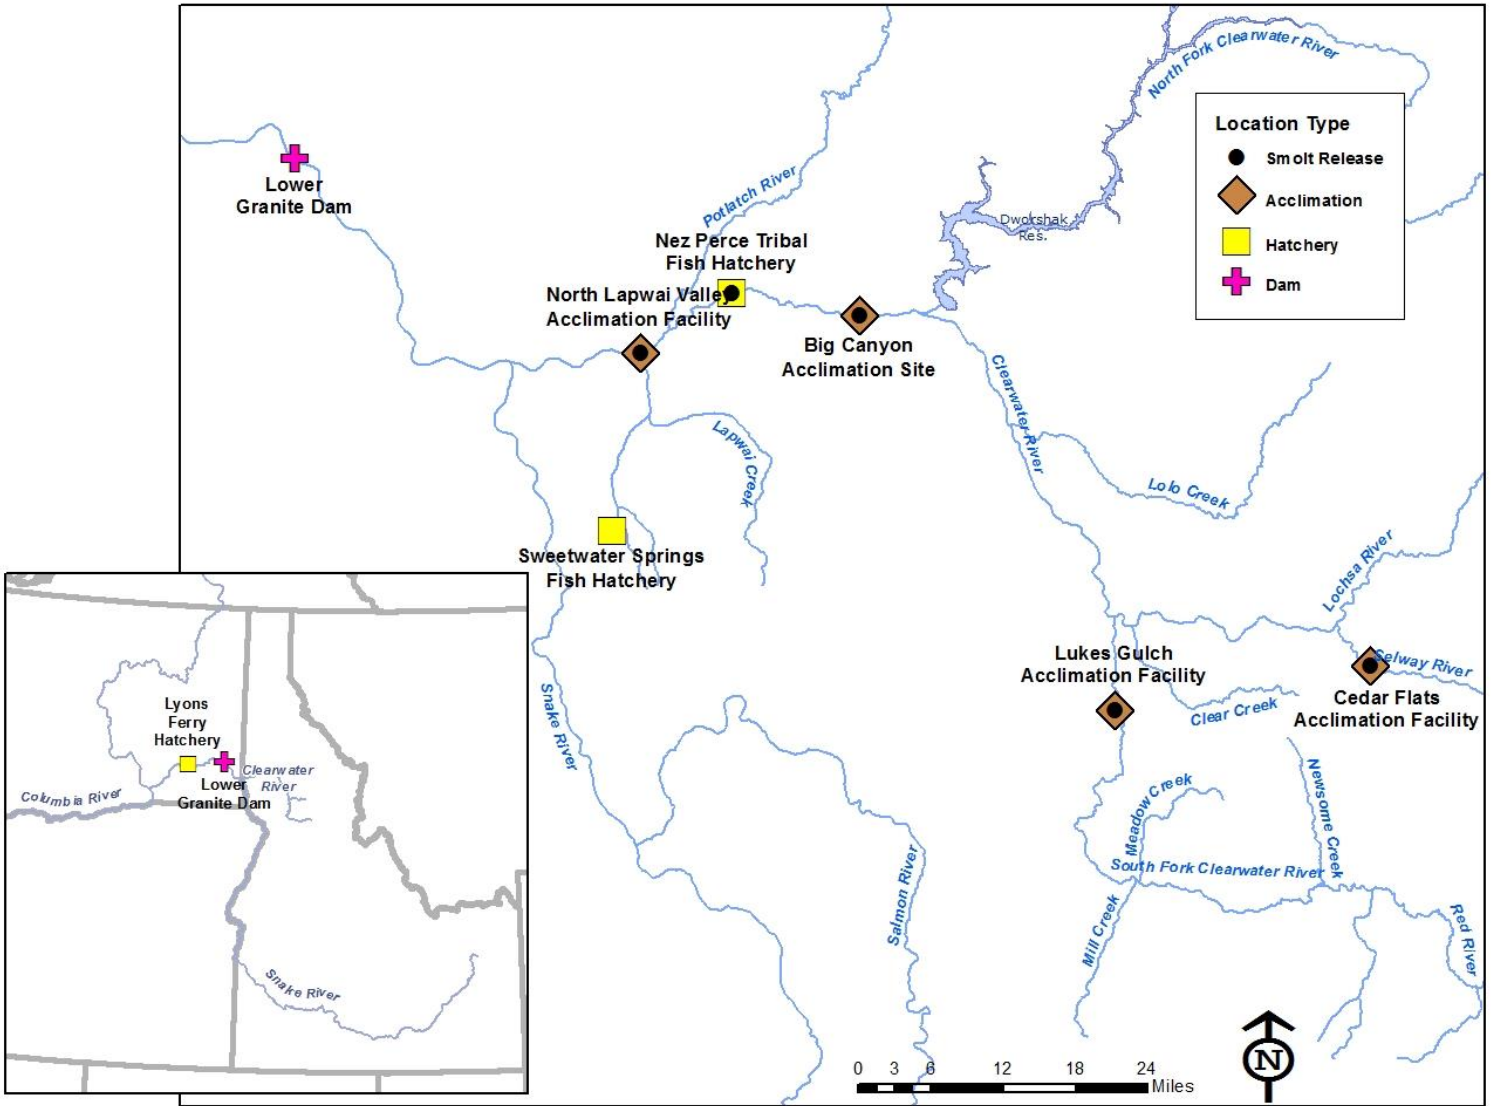 North Fork Clearwater River
Location Type
Smolt Release
Acclimation
Hatchery
Dam
Lower
Granite Dam
Potlatch River
Dworshak
Res.
Nez Perce Tribal
Fish Hatchery
North Lapwai Valley
Acclimation Facility
Big Canyon
Acclimation Site
Clearwater River
Lapwai Creek
Lolo Creek
Sweetwater Springs
Fish Hatchery
Lochsa River
Lukes Gulch
Acclimation Facility
Selway River
Cedar Flats
Acclimation Facility
Clear Creek
Snake River
Newsome Creek
Meadow Creek
South Fork Clearwater River
Salmon River
Mill Creek
Red River
Lyons
Ferry
Hatchery
Clearwater
River
Lower
Granite Dam
Columbia River
Snake River
0 3 6 12 18 24
Miles
N